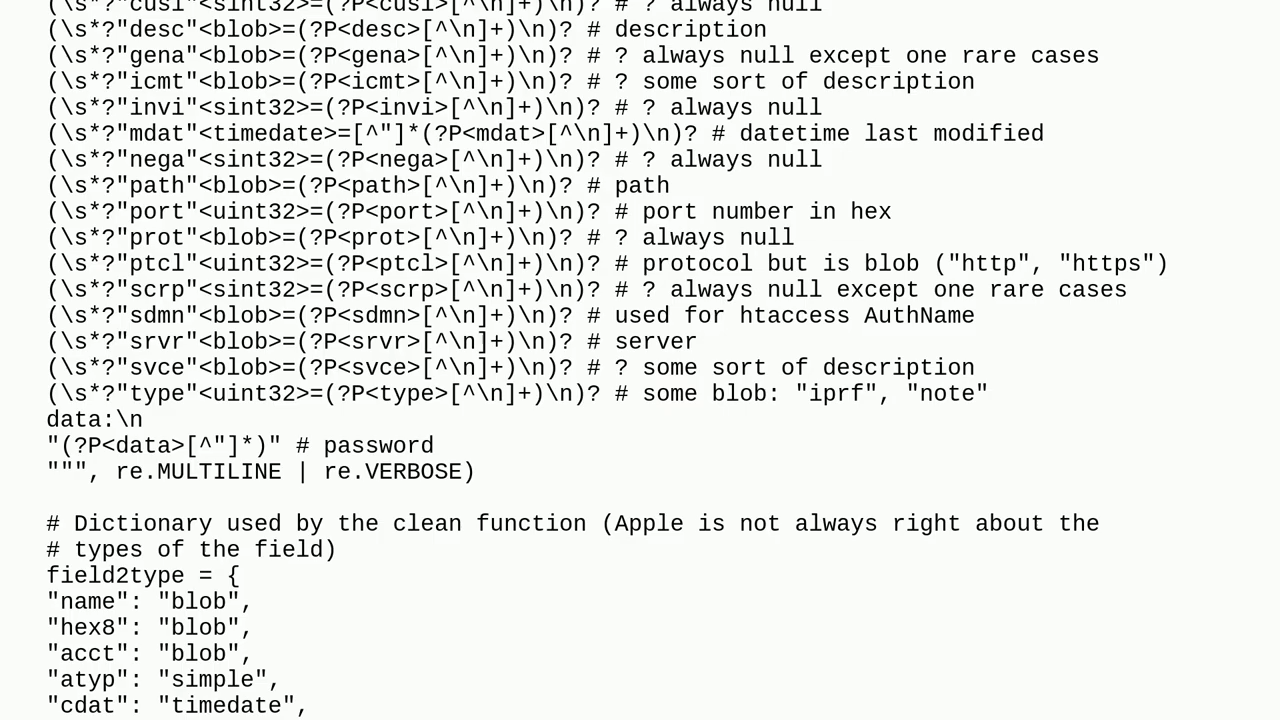 (\s*?"cusi"<sint32>=(?P<cusi>[^\n]+)\n)? # ? always null
(\s*?"desc"<blob>=(?P<desc>[^\n]+)\n)? # description
(\s*?"gena"<blob>=(?P<gena>[^\n]+)\n)? # ? always null except one rare cases
(\s*?"icmt"<blob>=(?P<icmt>[^\n]+)\n)? # ? some sort of description
(\s*?"invi"<sint32>=(?P<invi>[^\n]+)\n)? # ? always null
(\s*?"mdat"<timedate>=[^"]*(?P<mdat>[^\n]+)\n)? # datetime last modified
(\s*?"nega"<sint32>=(?P<nega>[^\n]+)\n)? # ? always null
(\s*?"path"<blob>=(?P<path>[^\n]+)\n)? # path
(\s*?"port"<uint32>=(?P<port>[^\n]+)\n)? # port number in hex
(\s*?"prot"<blob>=(?P<prot>[^\n]+)\n)? # ? always null
(\s*?"ptcl"<uint32>=(?P<ptcl>[^\n]+)\n)? # protocol but is blob ("http", "https")
(\s*?"scrp"<sint32>=(?P<scrp>[^\n]+)\n)? # ? always null except one rare cases
(\s*?"sdmn"<blob>=(?P<sdmn>[^\n]+)\n)? # used for htaccess AuthName
(\s*?"srvr"<blob>=(?P<srvr>[^\n]+)\n)? # server
(\s*?"svce"<blob>=(?P<svce>[^\n]+)\n)? # ? some sort of description
(\s*?"type"<uint32>=(?P<type>[^\n]+)\n)? # some blob: "iprf", "note"
data:\n
"(?P<data>[^"]*)" # password
""", re.MULTILINE | re.VERBOSE)
# Dictionary used by the clean function (Apple is not always right about the
# types of the field)
field2type = {
"name": "blob",
"hex8": "blob",
"acct": "blob",
"atyp": "simple",
"cdat": "timedate",